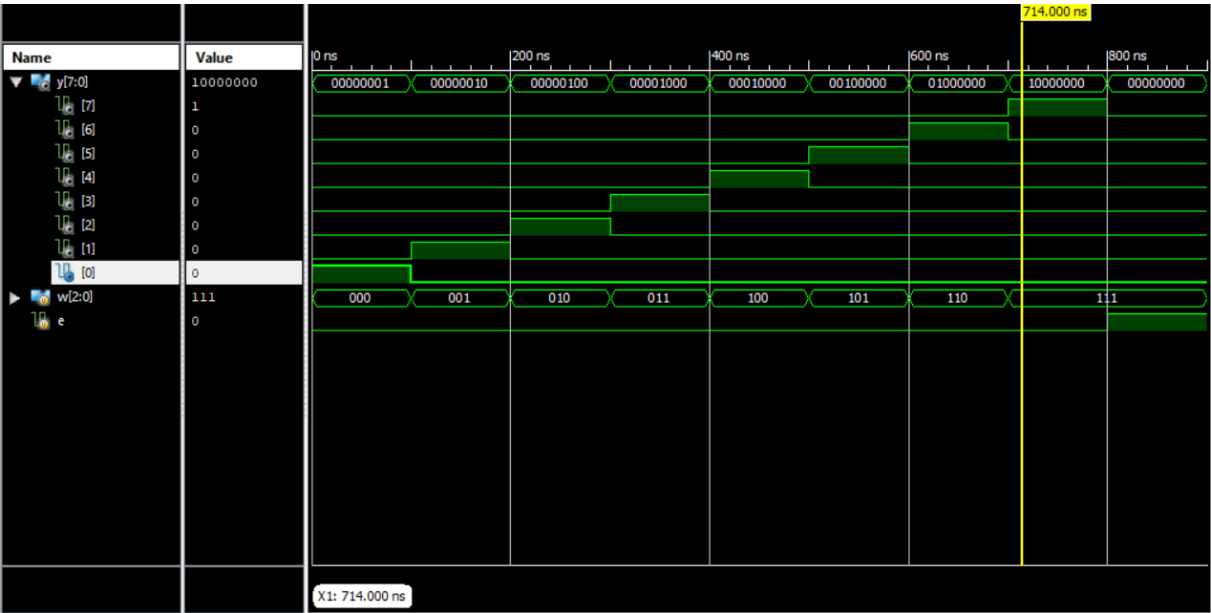 714.000 ns
Name Value 0 ns 200 ns 400 ns 600 ns 800 ns
y[7:0] 10000000 00000001 00000010 00000100 00001000 00010000 00100000 01000000 10000000 00000000
[7] 1
[6] 0
[5] 0
[4] 0
[3] 0
[2] 0
[1] 0
[0] 0
w[2:0] 111 000 001 010 011 100 101 110 111
e 0
X1: 714.000 ns